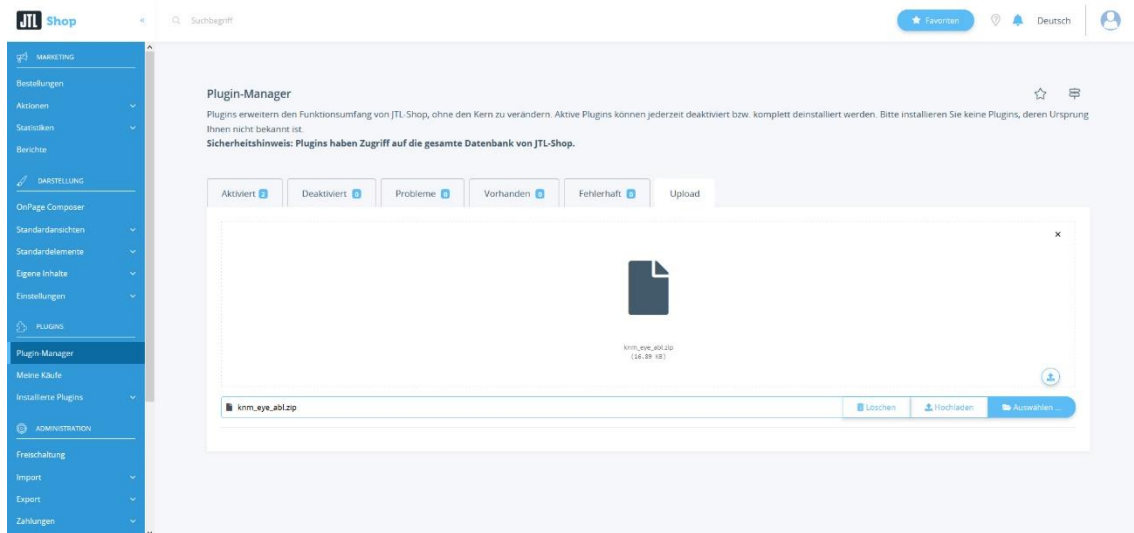 JTL Shop
Suchbegriff
Favoriten
Deutsch
MARKETING
Bestellungen
Aktionen
Statistiken
Berichte
DARSTELLUNG
OnPage Composer
Standardansichten
Standardelemente
Eigene Inhalte
Einstellungen
PLUGINS
Plugin-Manager
Meine Käufe
Installierte Plugins
ADMINISTRATION
Freischaltung
Import
Export
Zahlungen
Plugin-Manager
Plugins erweitern den Funktionsumfang von JTL-Shop, ohne den Kern zu verändern. Aktive Plugins können jederzeit deaktiviert bzw. komplett deinstalliert werden. Bitte installieren Sie keine Plugins, deren Ursprung
Ihnen nicht bekannt ist.
Sicherheitshinweis: Plugins haben Zugriff auf die gesamte Datenbank von JTL-Shop.
Aktiviert 2 Deaktiviert 0 Probleme Vorhanden 0 Fehlerhaft 0 Upload
knm_eye_abl.zip
(16.89 KB)
knm_eye_abl.zip Löschen Hochladen Auswählen ...